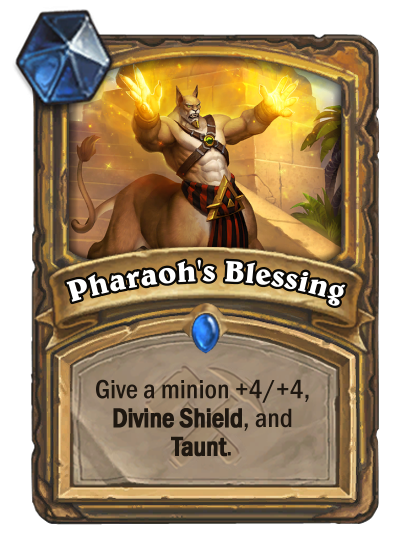 Pharaoh's Blessing
Give a minion +4/+4,
Divine Shield, and
Taunt.